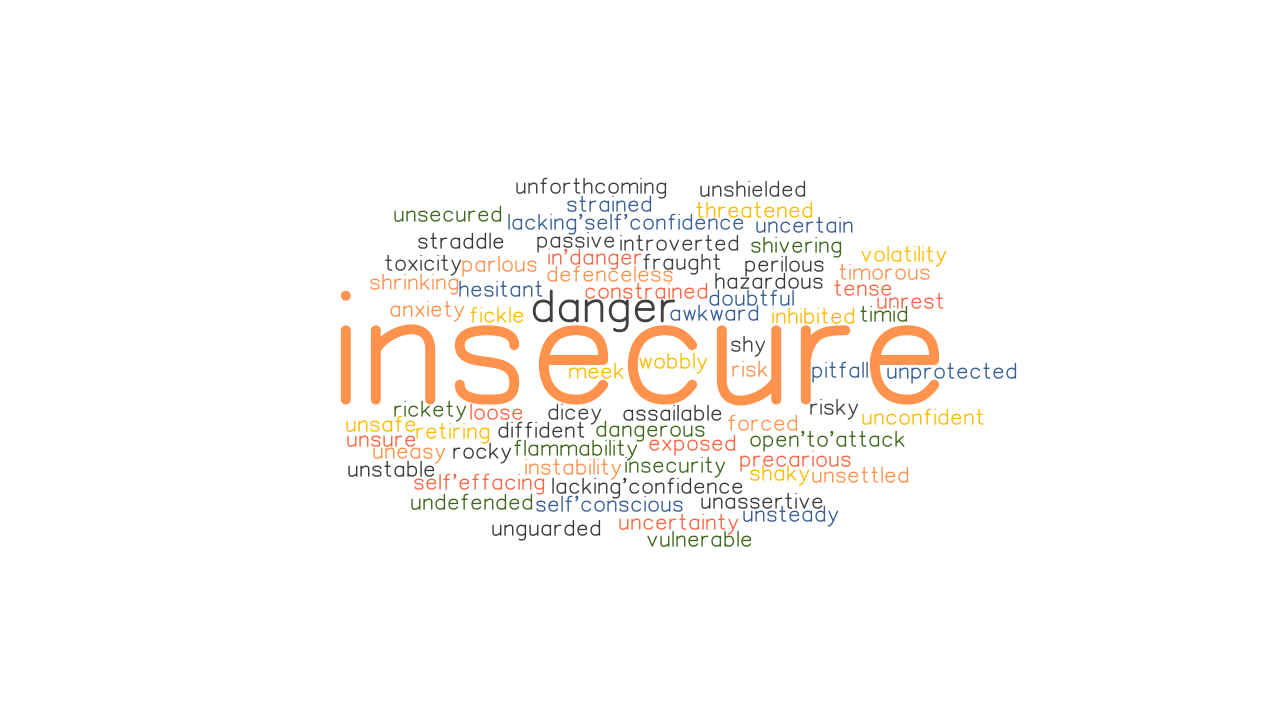 unforthcoming unshielded
strained
unsecured threatened
lacking'self'confidence uncertain
straddle passive introverted shivering
toxicity parlous in'danger fraught perilous volatility
shrinking defenceless hazardous timorous
hesitant constrained doubtful tense unrest
anxiety fickle danger awkward inhibited timid
insecure
shy
meek wobbly risk pitfall unprotected
rickety loose dicey assailable risky unconfident
unsafe retiring diffident dangerous forced
unsure uneasy rocky flammability exposed open'to'attack
unstable instability insecurity precarious shaky unsettled
self'effacing lacking'confidence
undefended self'conscious unassertive
unguarded uncertainty unsteady
vulnerable